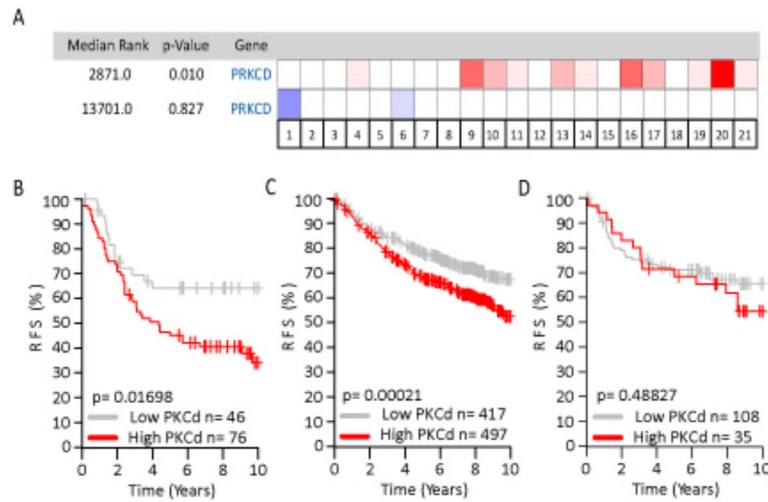 A
Median Rank p-Value Gene
2871.0 0.010 PRKCD
13701.0 0.827 PRKCD
1 2 3 4 5 6 7 8 9 10 11 12 13 14 15 16 17 18 19 20 21
B
100
90
80
70
60
50
40
30
20
10
0
RFS (%)
p= 0.01698
Low PKCd n= 46
High PKCd n= 76
0 2 4 6 8 10
Time (Years)
C
100
90
80
70
60
50
40
30
20
10
0
RFS (%)
p= 0.00021
Low PKCd n= 417
High PKCd n= 497
0 2 4 6 8 10
Time (Years)
D
100
90
80
70
60
50
40
30
20
10
0
RFS (%)
p= 0.48827
Low PKCd n= 108
High PKCd n= 35
0 2 4 6 8 10
Time (Years)